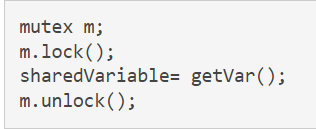 mutex m;
m.lock();
sharedVariable= getVar();
m.unlock();